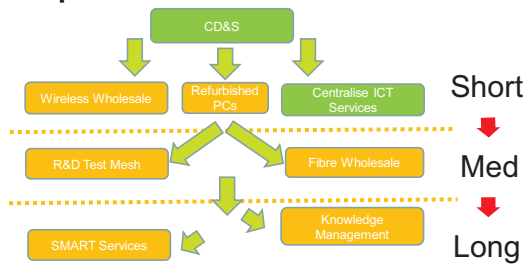 CD&S
Wireless Wholesale
Refurbished
PCs
Centralise ICT
Services
Short
R&D Test Mesh
Fibre Wholesale
Med
SMART Services
Knowledge
Management
Long